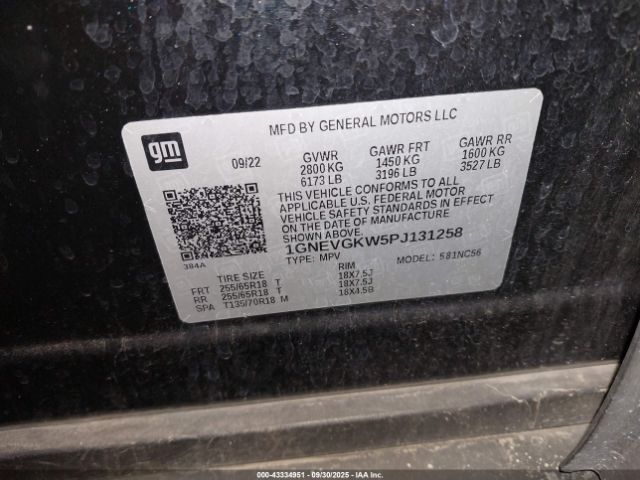 MFD BY GENERAL MOTORS LLC
gm
09/22
GVWR GAWR FRT GAWR RR
2800 KG 1450 KG 1600 KG
6173 LB 3196 LB 3527 LB
THIS VEHICLE CONFORMS TO ALL
APPLICABLE U.S. FEDERAL MOTOR
VEHICLE SAFETY STANDARDS IN EFFECT
ON THE DATE OF MANUFACTURE
SHOWN ABOVE.
1GNEVGKW5PJ131258
TYPE: MPV MODEL: 581NC56
384A
TIRE SIZE RIM
FRT 255/65R18 T 18X7.5J
RR 255/65R18 T 18X7.5J
SPA T135/70R18 M 18X4.5B
000-43334951 - 09/30/2025 - IAAI.COM